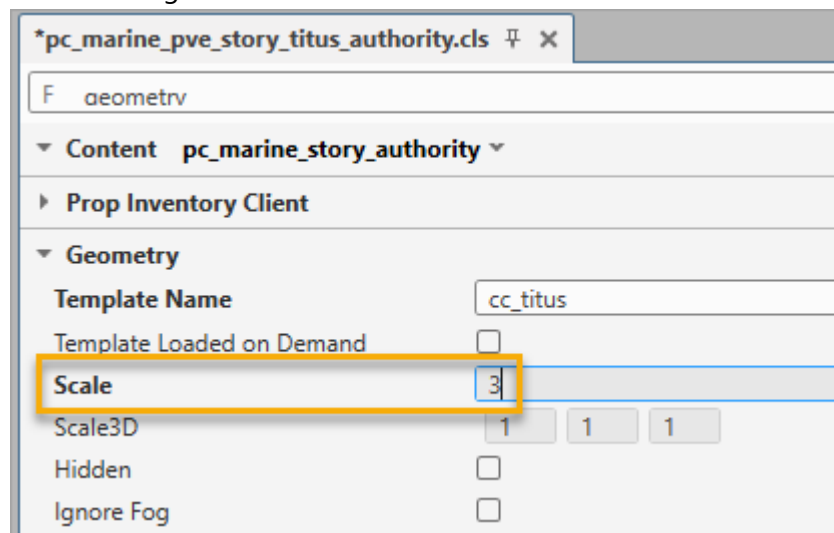 *pc_marine_pve_story_titus_authority.cls
F geometry
Content pc_marine_story_authority
Prop Inventory Client
Geometry
Template Name cc_titus
Template Loaded on Demand
Scale 3
Scale3D 1 1 1
Hidden
Ignore Fog